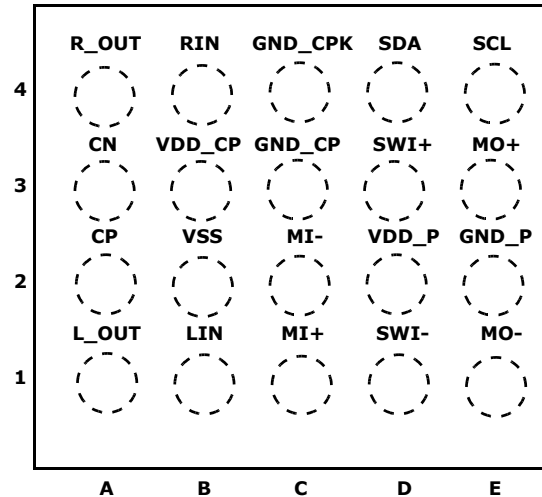 R_OUT RIN GND_CPK SDA SCL
4
CN VDD_CP GND_CP SWI+ MO+
3
CP VSS MI- VDD_P GND_P
2
L_OUT LIN MI+ SWI- MO-
1
A B C D E